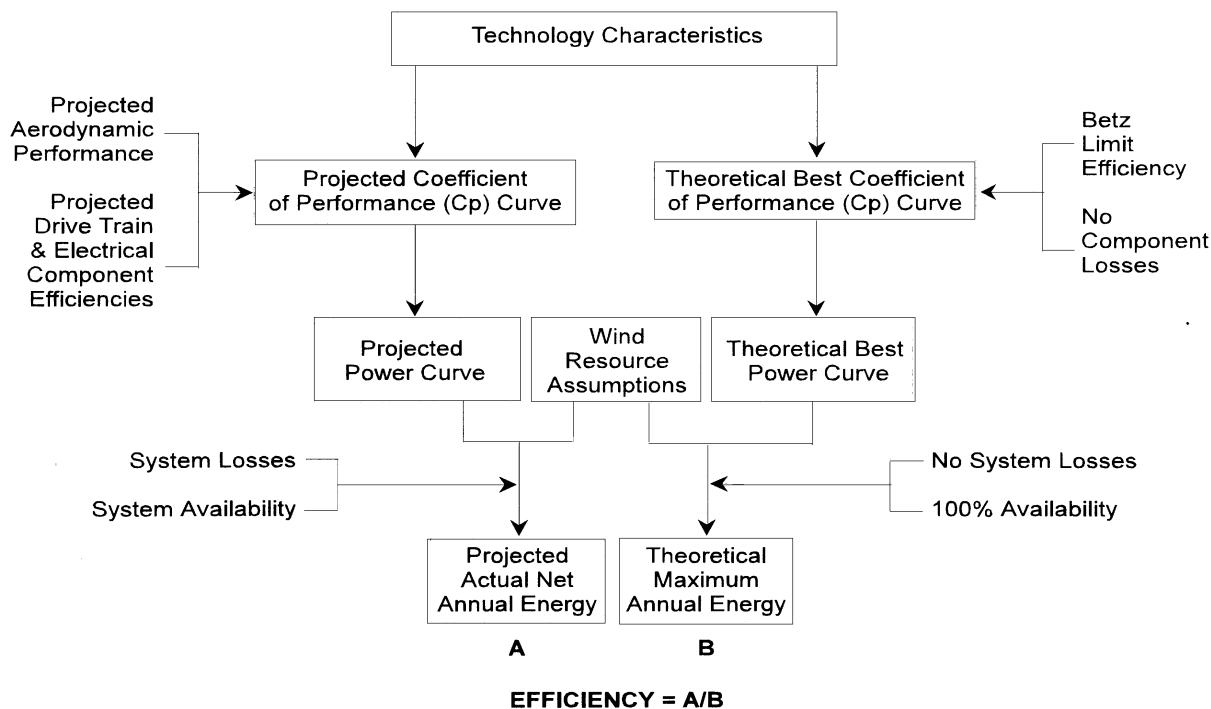 Technology Characteristics
Projected
Aerodynamic
Performance
Projected
Drive Train
& Electrical
Component
Efficiencies
Projected Coefficient
of Performance (Cp) Curve
Theoretical Best Coefficient
of Performance (Cp) Curve
Betz
Limit
Efficiency
No
Component
Losses
Projected
Power Curve
Wind
Resource
Assumptions
Theoretical Best
Power Curve
System Losses
System Availability
No System Losses
100% Availability
Projected
Actual Net
Annual Energy
Theoretical
Maximum
Annual Energy
A
B
EFFICIENCY = A/B